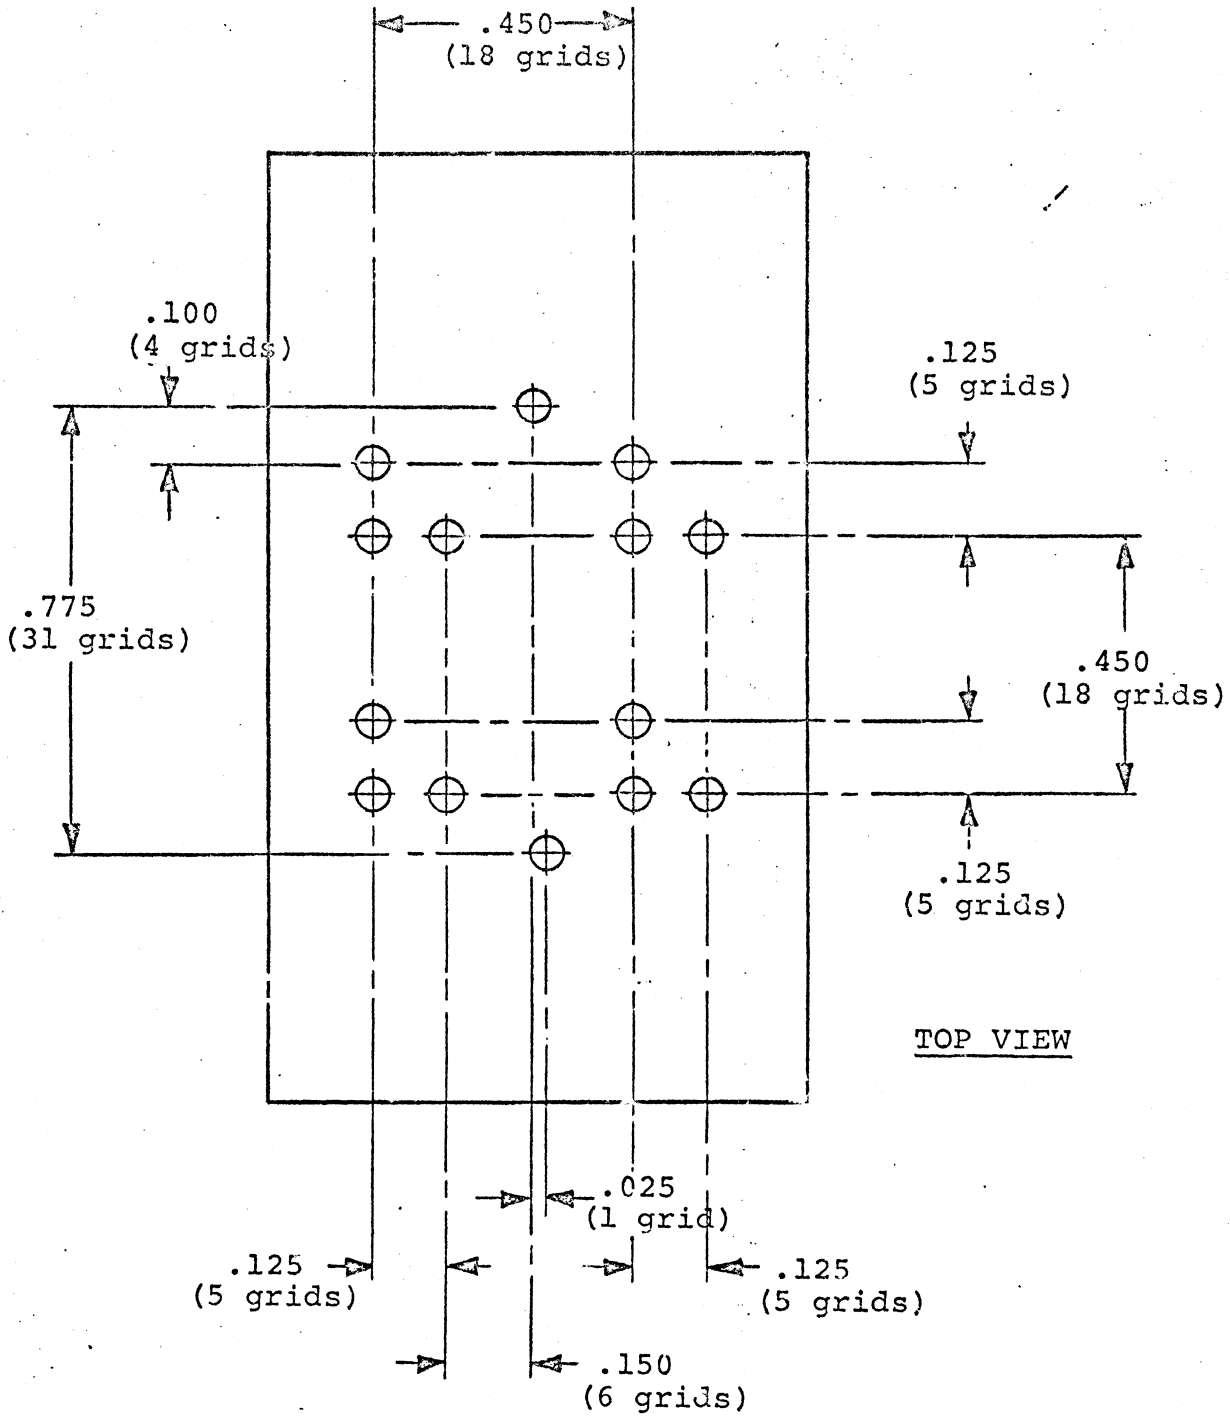 .450
(18 grids)
.100
(4 grids)
.125
(5 grids)
.775
(31 grids)
.450
(18 grids)
.125
(5 grids)
TOP VIEW
.025
(1 grid)
.125
(5 grids)
.125
(5 grids)
.150
(6 grids)